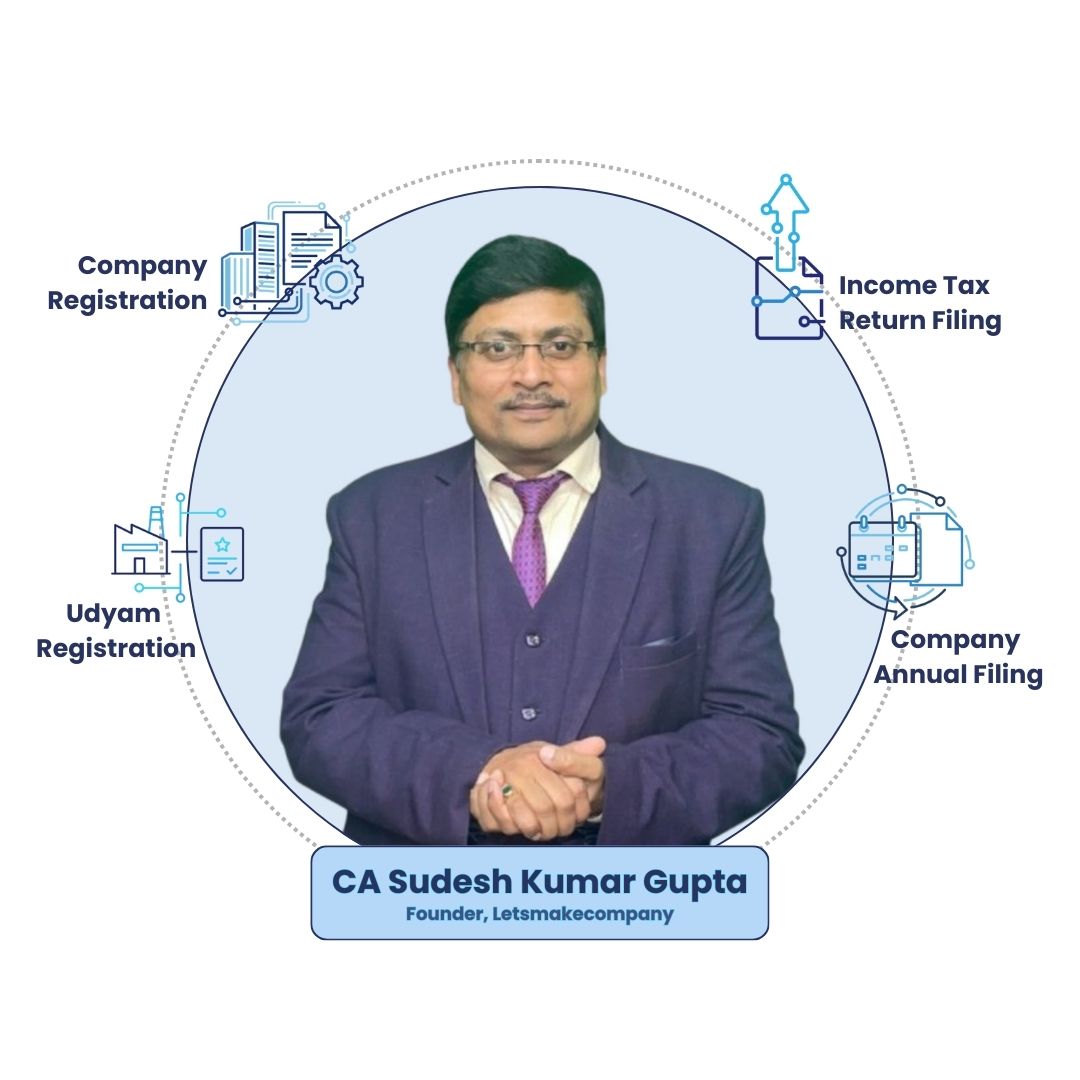 Company
Registration
Income Tax
Return Filing
Udyam
Registration
Company
Annual Filing
CA Sudesh Kumar Gupta
Founder, Letsmakecompany